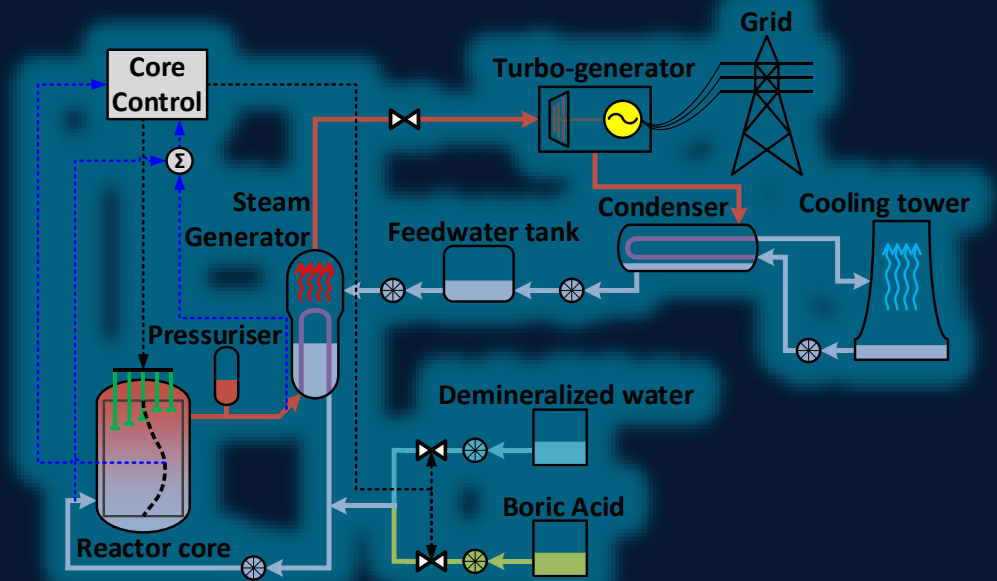 Grid
Core
Control
Turbo-generator
Σ
Steam
Generator
Feedwater tank
Condenser
Cooling tower
Pressuriser
Demineralized water
Boric Acid
Reactor core